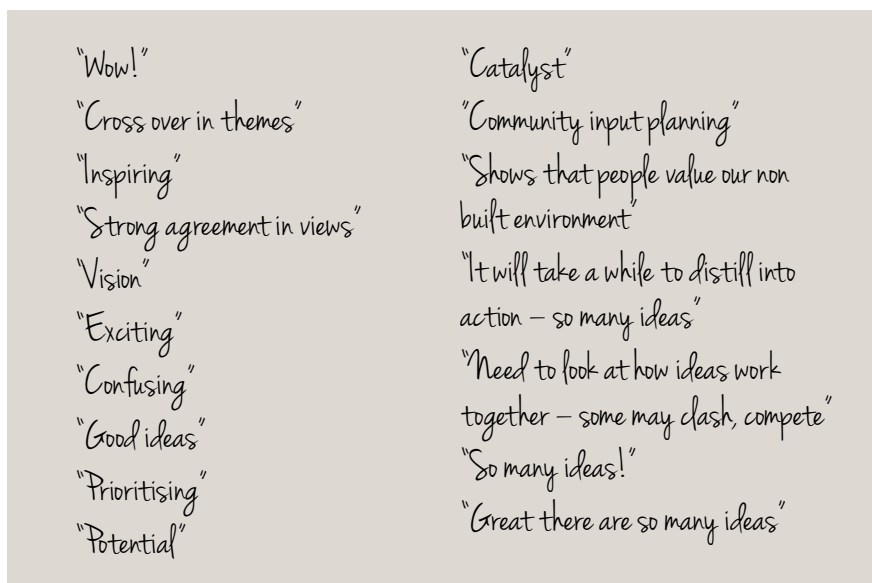 "Wow!"
"Cross over in themes"
"Inspiring"
"Strong agreement in views"
"Vision"
"Exciting"
"Confusing"
"Good ideas"
"Prioritising"
"Potential"
"Catalyst"
"Community input planning"
"Shows that people value our non
built environment"
"It will take a while to distill into
action – so many ideas"
"Need to look at how ideas work
together – some may clash, compete"
"So many ideas!"
"Great there are so many ideas"